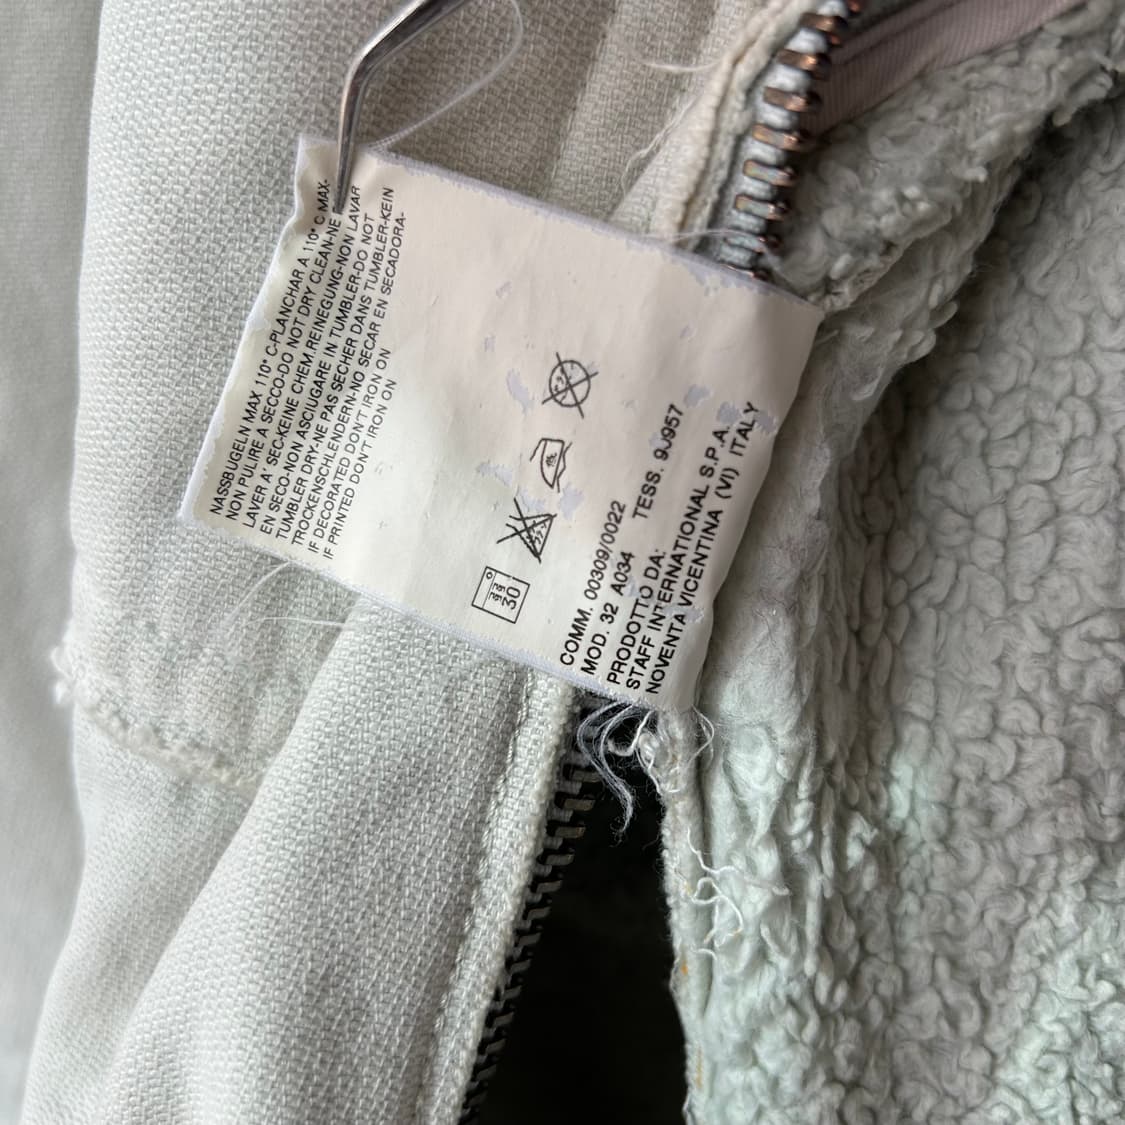 NASSBUGELN MAX 110° C-PLANCHAR A 110° C MAX-
NON PULIRE A SECCO-DO NOT DRY CLEAN-NE
LAVER A' SEC-KEINE CHEM.REINEGUNG-NON LAVAR
EN SECO-NON ASCIUGARE IN TUMBLER-DO NOT
TUMBLER DRY-NE PAS SECHER DANS TUMBLER-KEIN
TROCKENSCHLENDERN-NO SECAR EN SECADORA-
IF DECORATED DON'T IRON ON
IF PRINTED DON'T IRON ON
30°
COMM. 00309/0022
MOD. 32 A034 TESS. 9J957
PRODOTTO DA:
STAFF INTERNATIONAL S.P.A.
NOVENTA VICENTINA (VI) ITALY